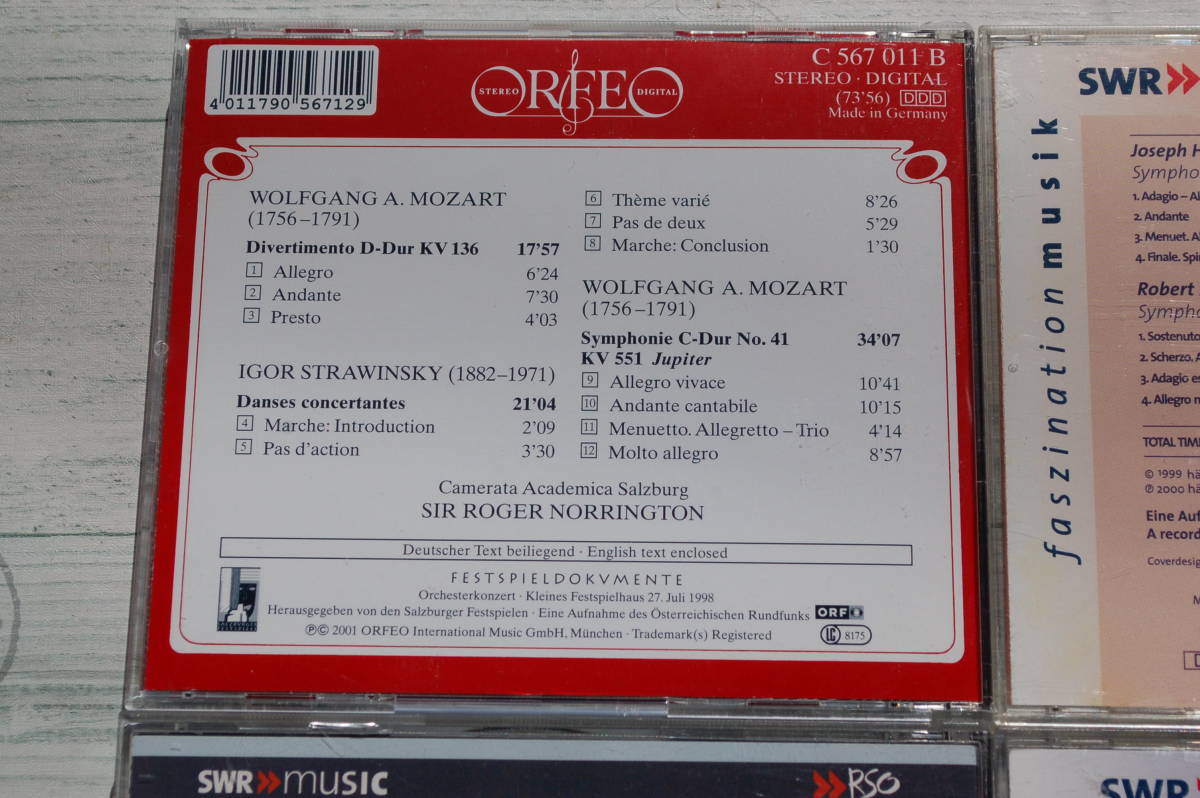 4 011790 567129
STEREO ORFEO DIGITAL
C 567 011 B
STEREO · DIGITAL
(73'56) DDD
Made in Germany
WOLFGANG A. MOZART
(1756–1791)
Divertimento D-Dur KV 136 17'57
1 Allegro 6'24
2 Andante 7'30
3 Presto 4'03
IGOR STRAWINSKY (1882–1971)
Danses concertantes 21'04
4 Marche: Introduction 2'09
5 Pas d'action 3'30
6 Thème varié 8'26
7 Pas de deux 5'29
8 Marche: Conclusion 1'30
WOLFGANG A. MOZART
(1756–1791)
Symphonie C-Dur No. 41 34'07
KV 551 Jupiter
9 Allegro vivace 10'41
10 Andante cantabile 10'15
11 Menuetto. Allegretto – Trio 4'14
12 Molto allegro 8'57
Camerata Academica Salzburg
SIR ROGER NORRINGTON
Deutscher Text beiliegend · English text enclosed
FESTSPIELDOKVMENTE
Orchesterkonzert · Kleines Festspielhaus 27. Juli 1998
Herausgegeben von den Salzburger Festspielen · Eine Aufnahme des Österreichischen Rundfunks ORF
℗© 2001 ORFEO International Music GmbH, München · Trademark(s) Registered
LC 8175
SWR
faszination musik
Joseph H
Sympho
1. Adagio – Al
2. Andante
3. Menuet. Al
4. Finale. Spir
Robert
Sympho
1. Sostenuto
2. Scherzo. A
3. Adagio es
4. Allegro m
TOTAL TIM
© 1999 hä
℗ 2000 hä
Eine Auf
A record
Coverdesig
SWR music
RSO
SWR